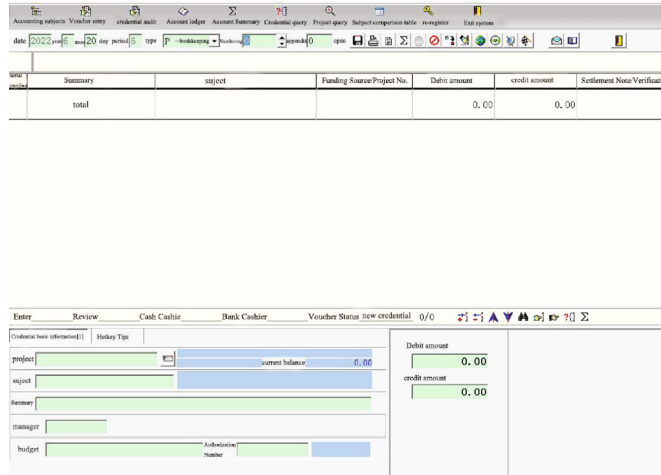 Accounting subjects Voucher entry credential audit Account ledger Account Summary Credential query Project query Subject comparison table re-register Exit system
date 2022 year 6 mon 20 day period 6 type P --bookkeeping Numbering 0 appendix 0 open
serial number Summary suject Funding Source/Project No. Debit amount credit amount Settlement Note/Verificat
total 0.00 0.00
Enter Review Cash Cashie Bank Cashier Voucher Status new credential 0/0
Credential basic information[1] Hotkey Tips
Debit amount
project current balance 0.00 0.00
suject credit amount
0.00
Summary
manager
budget Authorization Number